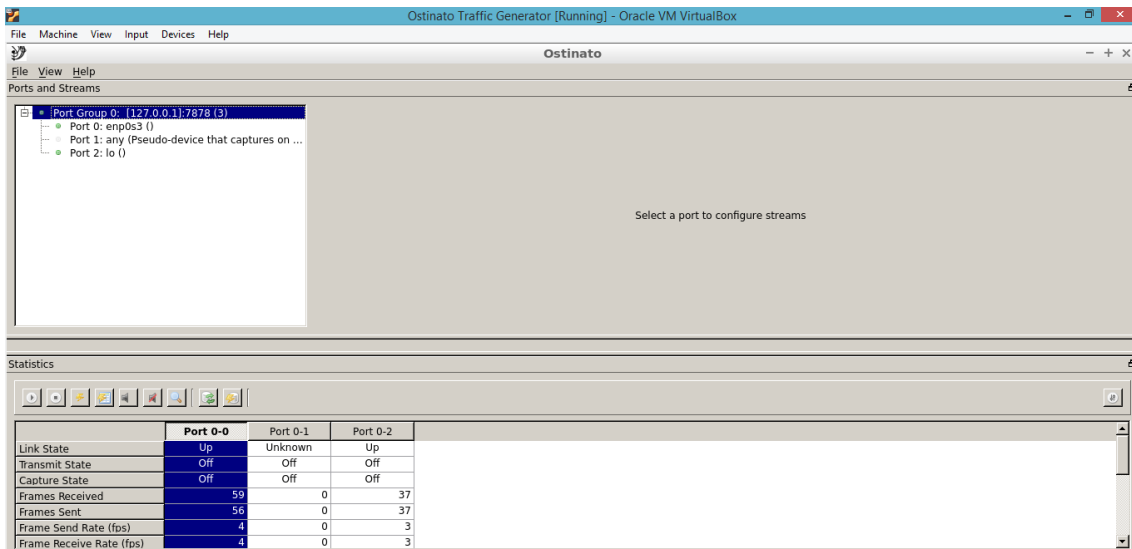 Ostinato Traffic Generator [Running] - Oracle VM VirtualBox
File Machine View Input Devices Help
Ostinato
File View Help
Ports and Streams
Port Group 0: [127.0.0.1]:7878 (3)
Port 0: enp0s3 ()
Port 1: any (Pseudo-device that captures on ...
Port 2: lo ()
Select a port to configure streams
Statistics
Port 0-0 Port 0-1 Port 0-2
Link State Up Unknown Up
Transmit State Off Off Off
Capture State Off Off Off
Frames Received 59 0 37
Frames Sent 56 0 37
Frame Send Rate (fps) 4 0 3
Frame Receive Rate (fps) 4 0 3